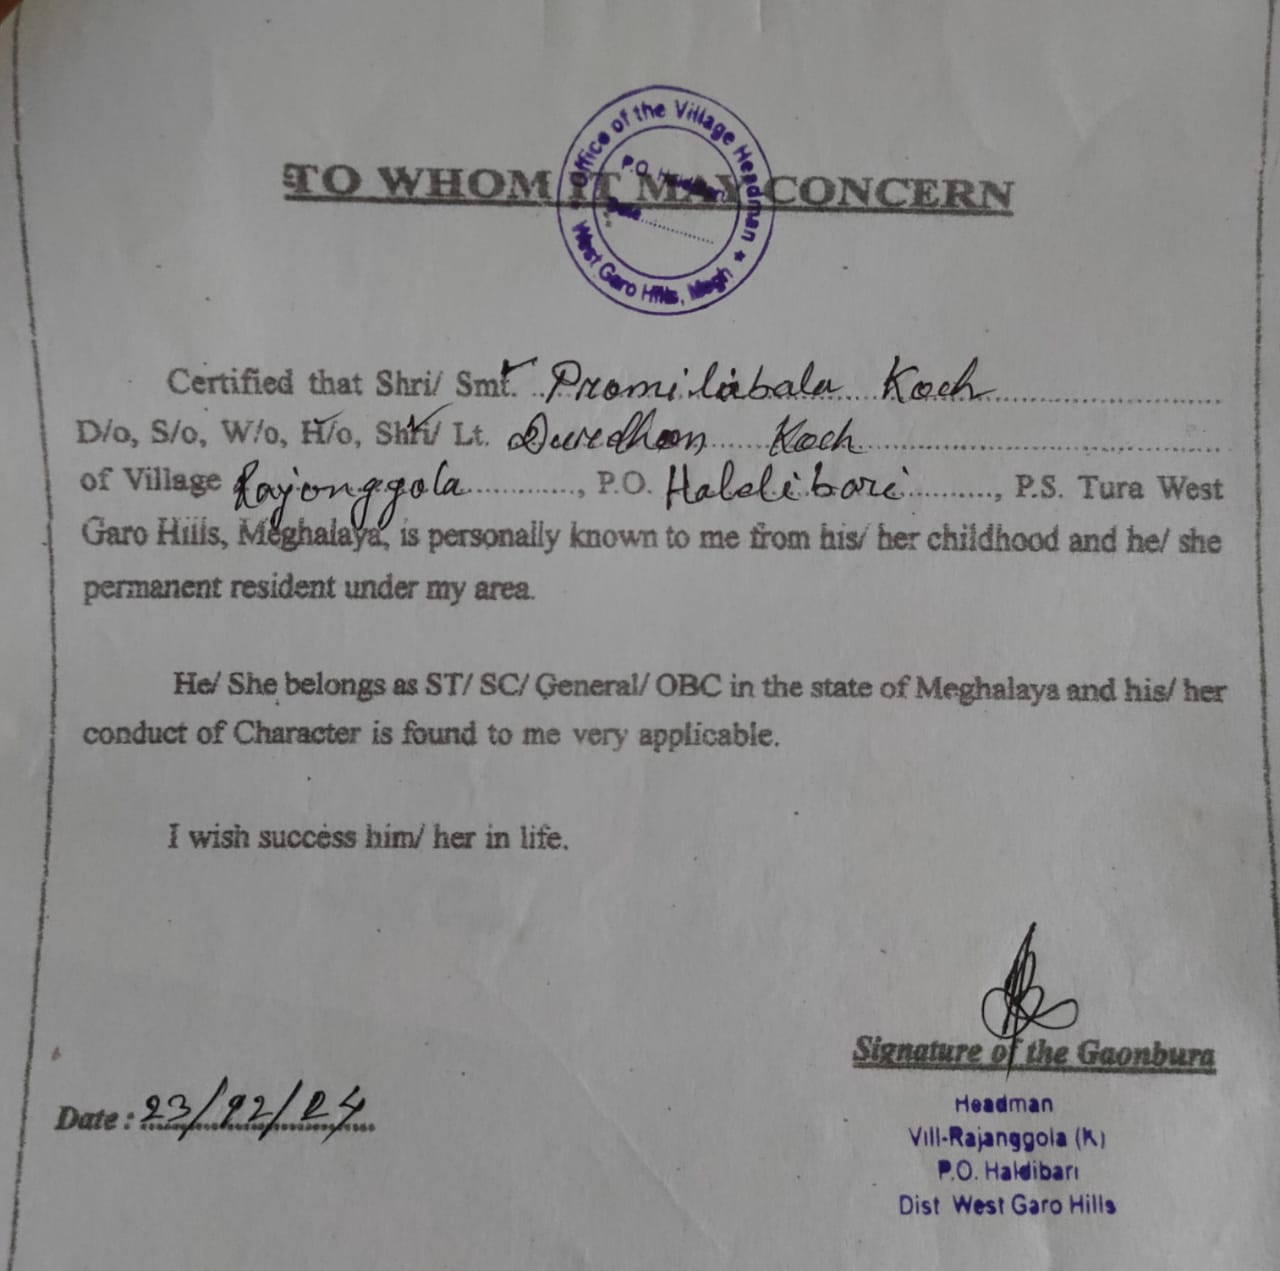 Office of the Village Headman
P.O. Haldibari
Date
West Garo Hills, Megh
TO WHOM IT MAY CONCERN
Certified that Shri/ Smt. Promilabala Koch
D/o, S/o, W/o, H/o, Shri/ Lt. Duredhon Koch
of Village Rajonggola, P.O. Haldibari, P.S. Tura West
Garo Hills, Meghalaya, is personally known to me from his/ her childhood and he/ she
permanent resident under my area.
He/ She belongs as ST/ SC/ General/ OBC in the state of Meghalaya and his/ her
conduct of Character is found to me very applicable.
I wish success him/ her in life.
Signature of the Gaonbura
Date: 23/12/24
Headman
Vill-Rajanggola (K)
P.O. Haldibari
Dist West Garo Hills